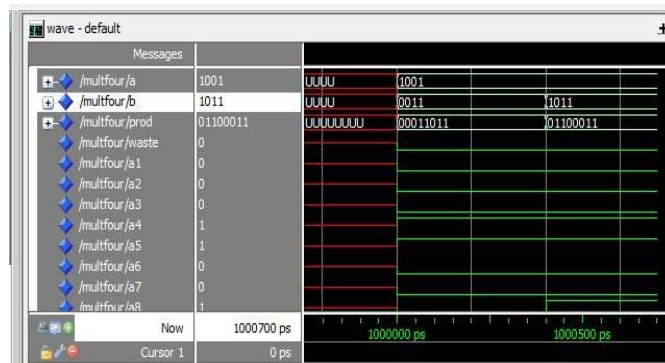 wave - default
Messages
/multfour/a 1001 UUUU 1001
/multfour/b 1011 UUUU 0011 1011
/multfour/prod 01100011 UUUUUUUU 00011011 01100011
/multfour/waste 0
/multfour/a1 0
/multfour/a2 0
/multfour/a3 0
/multfour/a4 1
/multfour/a5 1
/multfour/a6 0
/multfour/a7 0
/multfour/a8 1
Now 1000700 ps 1000000 ps 1000500 ps
Cursor 1 0 ps